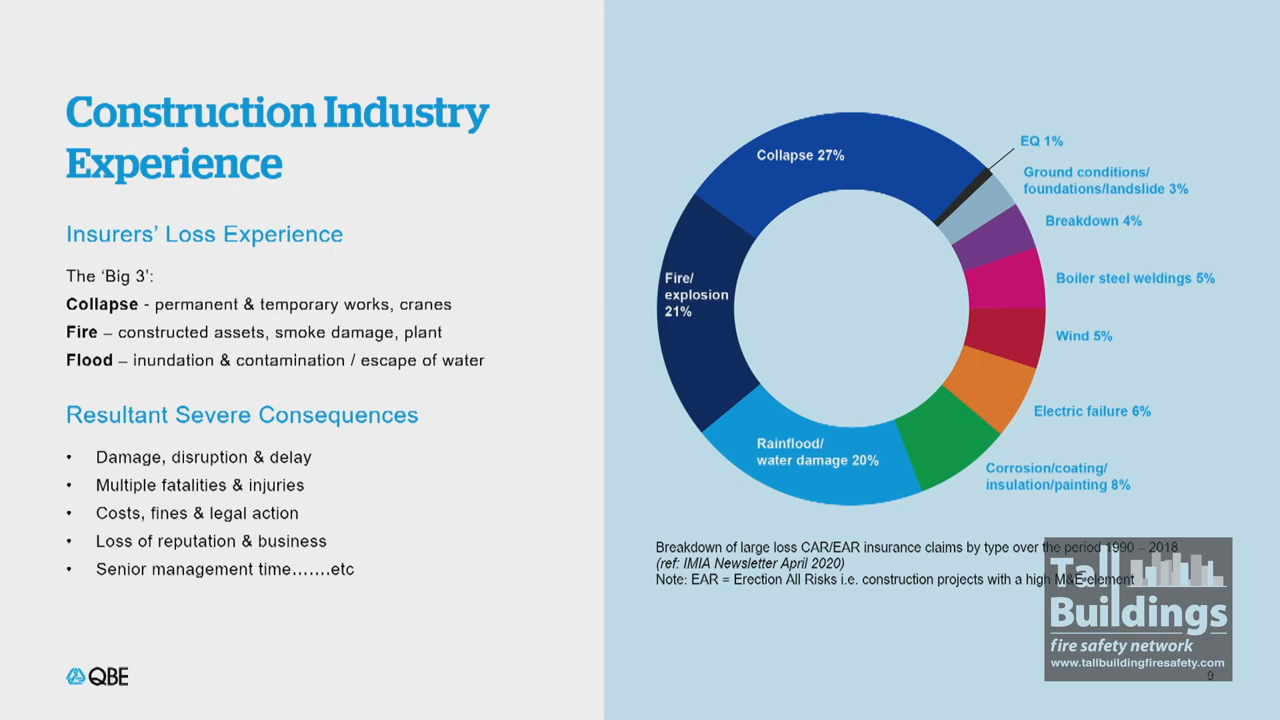 Construction Industry
Experience
Insurers’ Loss Experience
The ‘Big 3’:
Collapse - permanent & temporary works, cranes
Fire – constructed assets, smoke damage, plant
Flood – inundation & contamination / escape of water
Resultant Severe Consequences
• Damage, disruption & delay
• Multiple fatalities & injuries
• Costs, fines & legal action
• Loss of reputation & business
• Senior management time…….etc
QBE
Collapse 27%
EQ 1%
Ground conditions/
foundations/landslide 3%
Breakdown 4%
Boiler steel weldings 5%
Wind 5%
Electric failure 6%
Corrosion/coating/
insulation/painting 8%
Rainflood/
water damage 20%
Fire/
explosion
21%
Breakdown of large loss CAR/EAR insurance claims by type over the period 1990 – 2018
(ref: IMIA Newsletter April 2020)
Note: EAR = Erection All Risks i.e. construction projects with a high M&E element
Tall
Buildings
fire safety network
www.tallbuildingfiresafety.com
9